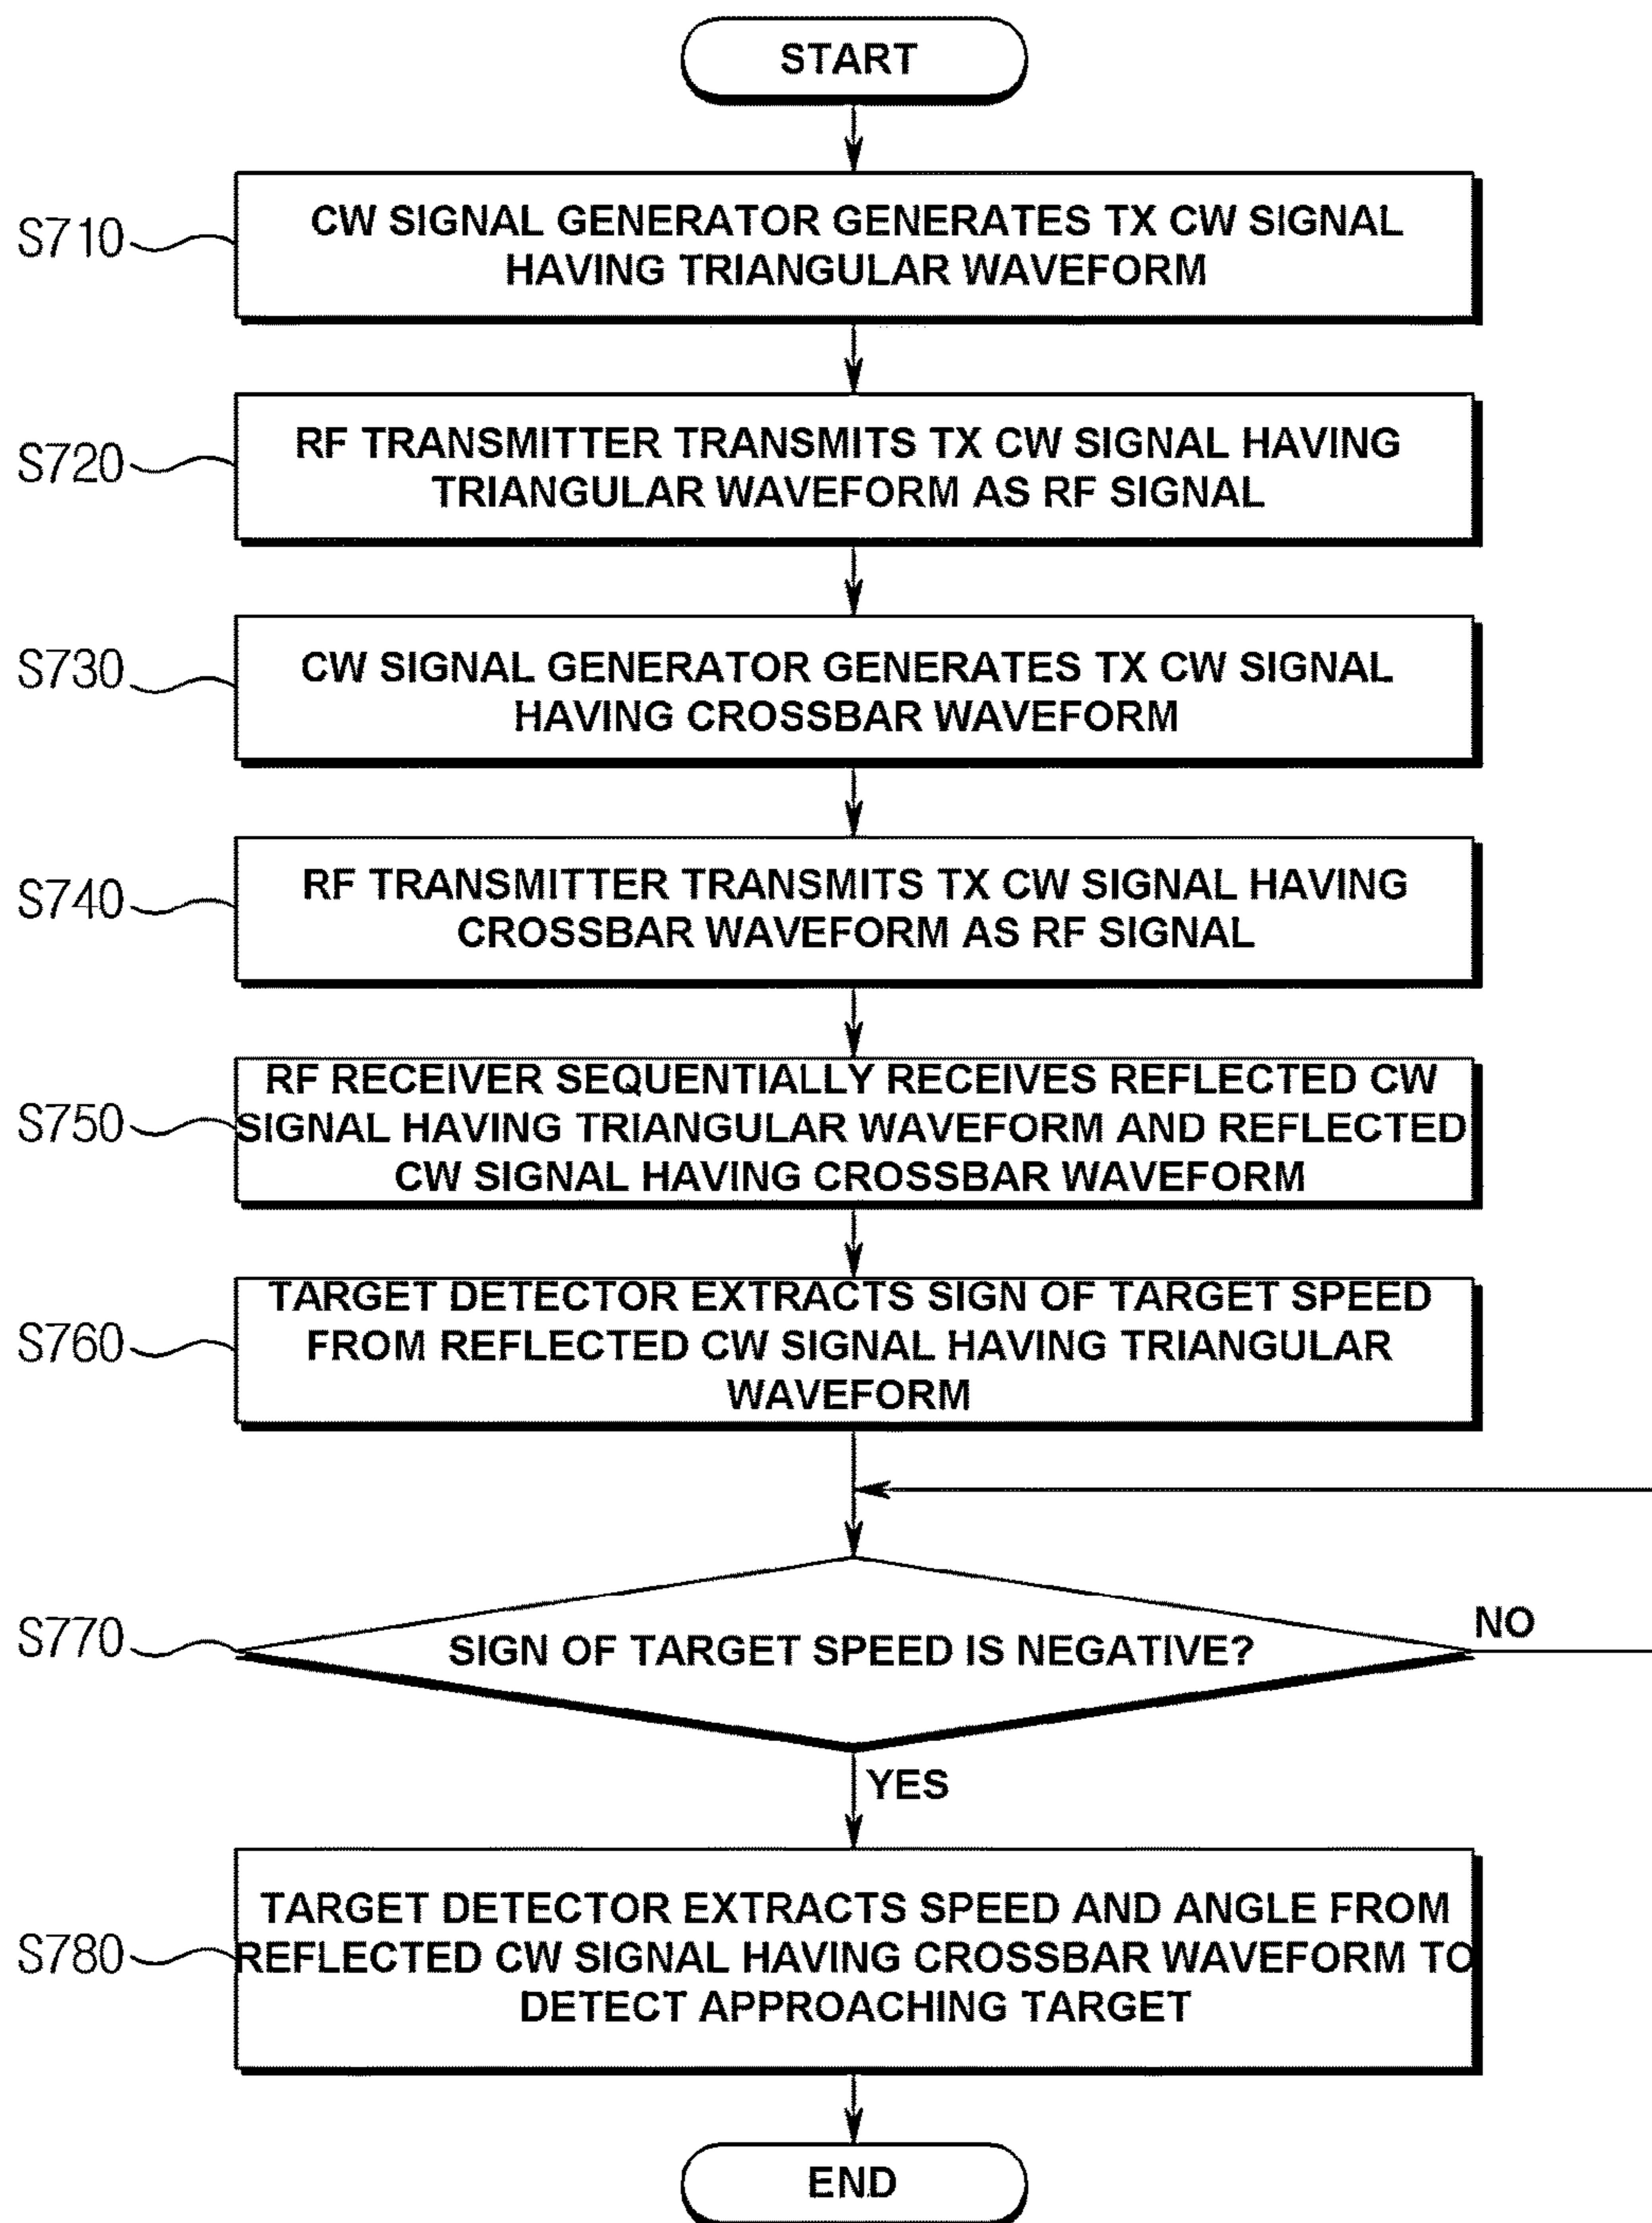 START
S710
CW SIGNAL GENERATOR GENERATES TX CW SIGNAL
HAVING TRIANGULAR WAVEFORM
S720
RF TRANSMITTER TRANSMITS TX CW SIGNAL HAVING
TRIANGULAR WAVEFORM AS RF SIGNAL
S730
CW SIGNAL GENERATOR GENERATES TX CW SIGNAL
HAVING CROSSBAR WAVEFORM
S740
RF TRANSMITTER TRANSMITS TX CW SIGNAL HAVING
CROSSBAR WAVEFORM AS RF SIGNAL
S750
RF RECEIVER SEQUENTIALLY RECEIVES REFLECTED CW
SIGNAL HAVING TRIANGULAR WAVEFORM AND REFLECTED
CW SIGNAL HAVING CROSSBAR WAVEFORM
S760
TARGET DETECTOR EXTRACTS SIGN OF TARGET SPEED
FROM REFLECTED CW SIGNAL HAVING TRIANGULAR
WAVEFORM
S770
SIGN OF TARGET SPEED IS NEGATIVE?
NO
YES
S780
TARGET DETECTOR EXTRACTS SPEED AND ANGLE FROM
REFLECTED CW SIGNAL HAVING CROSSBAR WAVEFORM TO
DETECT APPROACHING TARGET
END